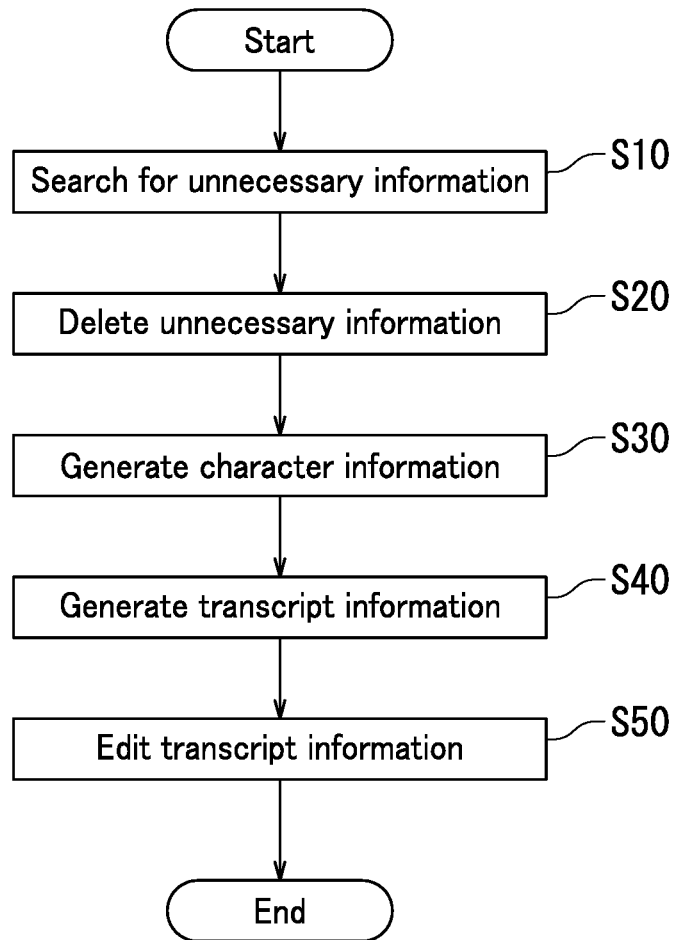 Start
S10
Search for unnecessary information
S20
Delete unnecessary information
S30
Generate character information
S40
Generate transcript information
S50
Edit transcript information
End